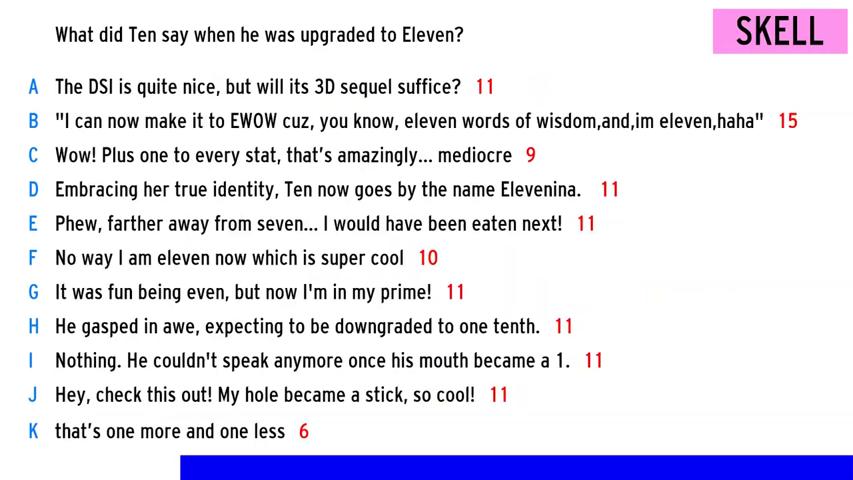 What did Ten say when he was upgraded to Eleven?
SKELL
A The DSI is quite nice, but will its 3D sequel suffice? 11
B "I can now make it to EWOW cuz, you know, eleven words of wisdom,and,im eleven,haha" 15
C Wow! Plus one to every stat, that's amazingly... mediocre 9
D Embracing her true identity, Ten now goes by the name Elevenina. 11
E Phew, farther away from seven... I would have been eaten next! 11
F No way I am eleven now which is super cool 10
G It was fun being even, but now I'm in my prime! 11
H He gasped in awe, expecting to be downgraded to one tenth. 11
I Nothing. He couldn't speak anymore once his mouth became a 1. 11
J Hey, check this out! My hole became a stick, so cool! 11
K that's one more and one less 6